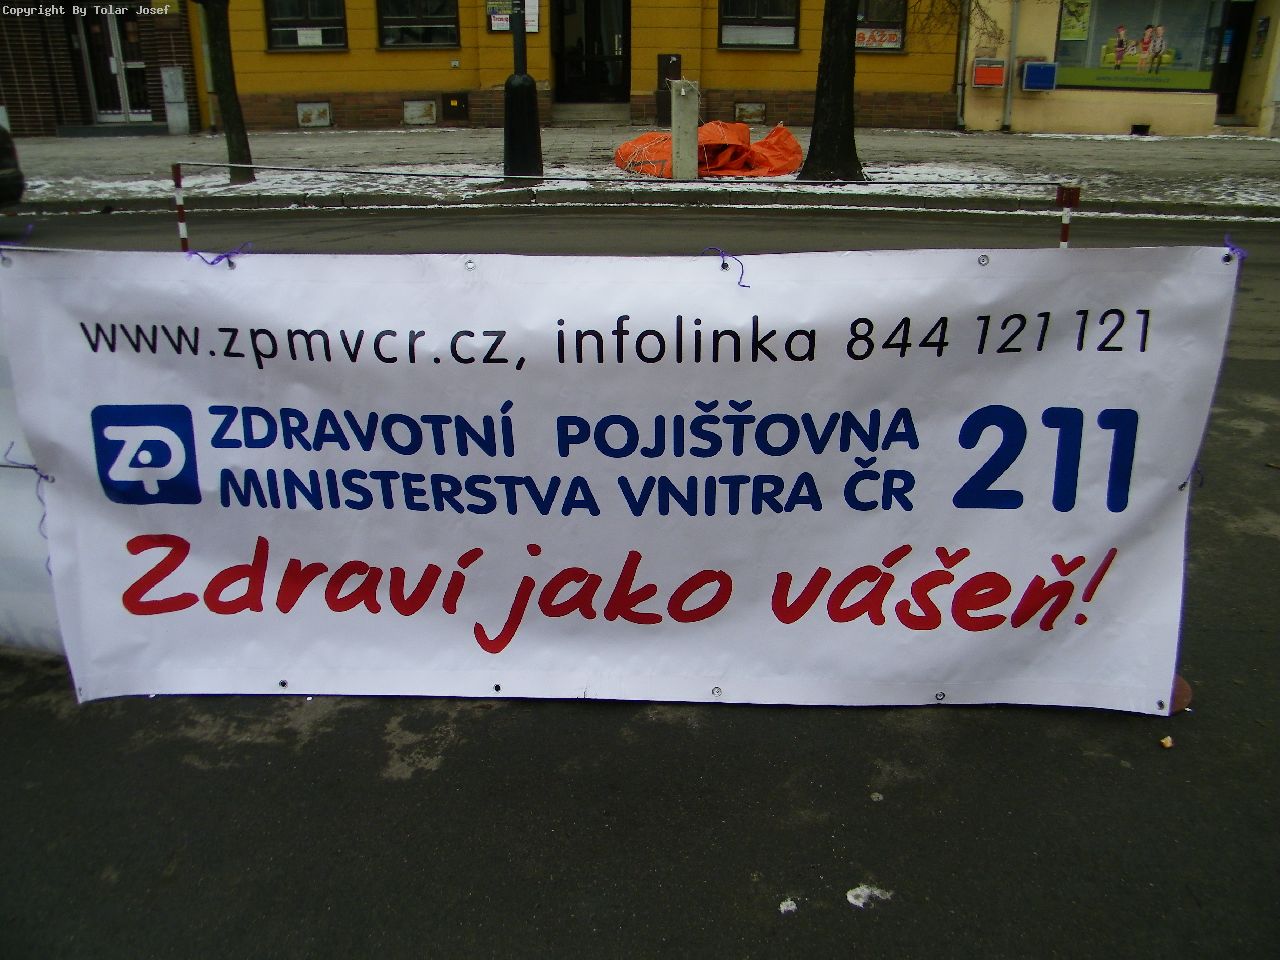 Copyright By Tolar Josef
www.zpmvcr.cz, infolinka 844 121 121
ZP ZDRAVOTNÍ POJIŠŤOVNA
MINISTERSTVA VNITRA ČR 211
Zdraví jako vášeň!